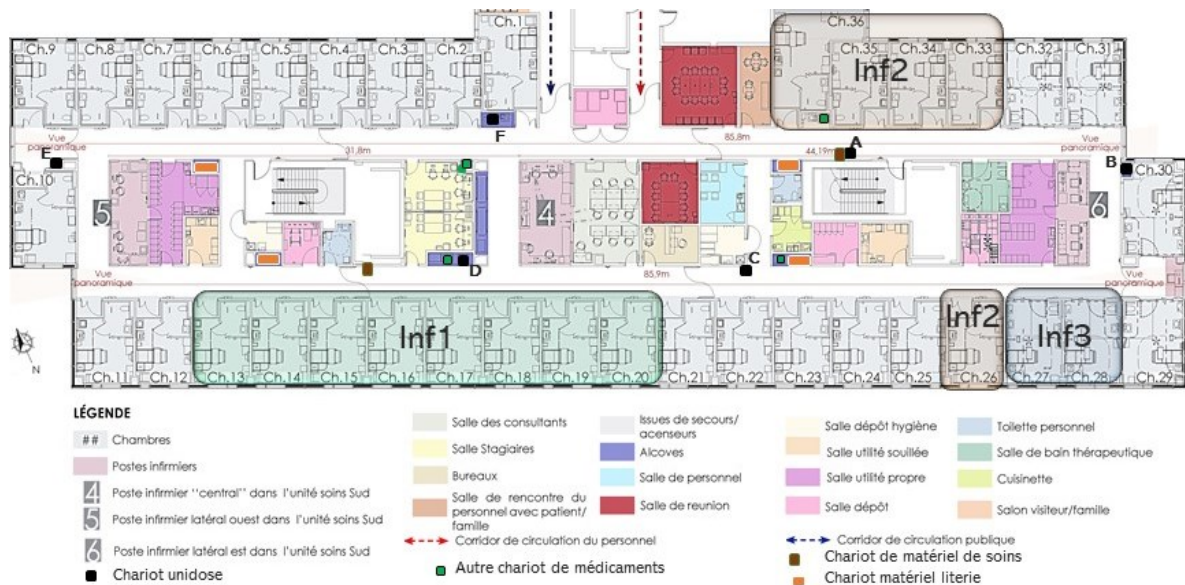 Ch.1
Ch.36
Ch.9 Ch.8 Ch.7 Ch.6 Ch.5 Ch.4 Ch.3 Ch.2
Ch.35 Ch.34 Ch.33 Ch.32 Ch.31
Inf2
F
Vue
panoramique
85,8m
Vue
panoramique
E
31,8m
44,19m
A
B
Ch.10
Ch.30
5
4
6
D
C
Vue
panoramique
85,9m
Vue
panoramique
Inf1
Inf2
Inf3
N
Ch.11 Ch.12 Ch.13 Ch.14 Ch.15 Ch.16 Ch.17 Ch.18 Ch.19 Ch.20 Ch.21 Ch.22 Ch.23 Ch.24 Ch.25 Ch.26 Ch.27 Ch.28 Ch.29
LÉGENDE
## Chambres
Postes infirmiers
4 Poste infirmier "central" dans l'unité soins Sud
5 Poste infirmier latéral ouest dans l'unité soins Sud
6 Poste infirmier latéral est dans l'unité soins Sud
Chariot unidose
Salle des consultants
Salle Stagiaires
Bureaux
Salle de rencontre du
personnel avec patient/
famille
Corridor de circulation du personnel
Autre chariot de médicaments
Issues de secours/
acenseurs
Alcoves
Salle de personnel
Salle de reunion
Salle dépôt hygiène
Salle utilité souillée
Salle utilité propre
Salle dépôt
Corridor de circulation publique
Chariot de matériel de soins
Chariot matériel literie
Toilette personnel
Salle de bain thérapeutique
Cuisinette
Salon visiteur/famille